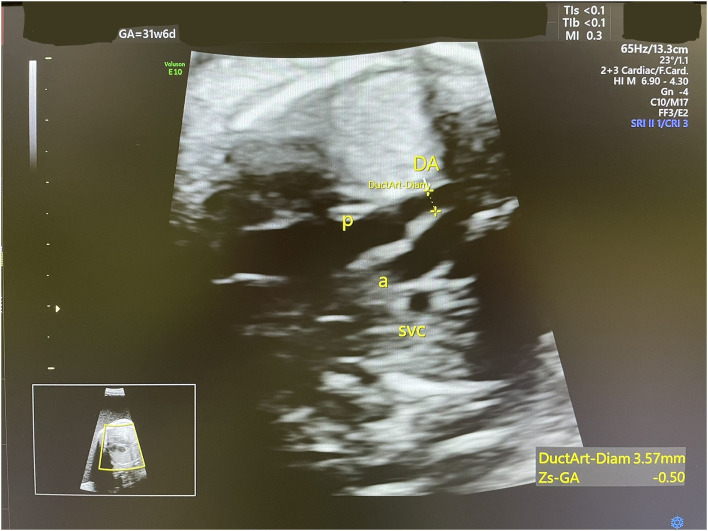 TIs <0.1
TIb <0.1
MI 0.3
GA=31w6d
Voluson
E10
65Hz/13.3cm
23°/1.1
2+3 Cardiac/F.Card.
HI M 6.90 - 4.30
Gn -4
C10/M17
FF3/E2
SRI II 1/CRI 3
DA
DuctArt-Diam
p
a
svc
DuctArt-Diam 3.57mm
Zs-GA -0.50